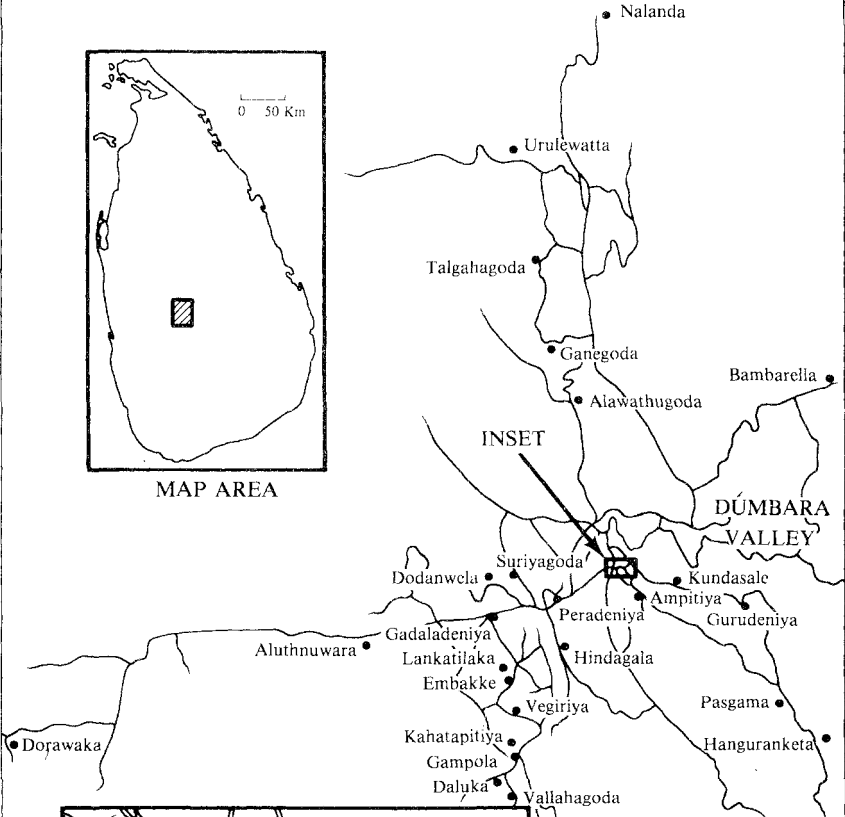 Nalanda
0 50 Km
Urulewatta
Talgahagoda
Ganegoda
Bambarella
Alawathugoda
INSET
MAP AREA
DUMBARA
VALLEY
Suriyagoda
Dodanwela
Kundasale
Ampitiya
Peradeniya
Gurudeniya
Gadaladeniya
Aluthnuwara
Lankatilaka
Hindagala
Embakke
Pasgama
Vegiriya
Kahatapitiya
Dorawaka
Hanguranketa
Gampola
Daluka
Vallahagoda